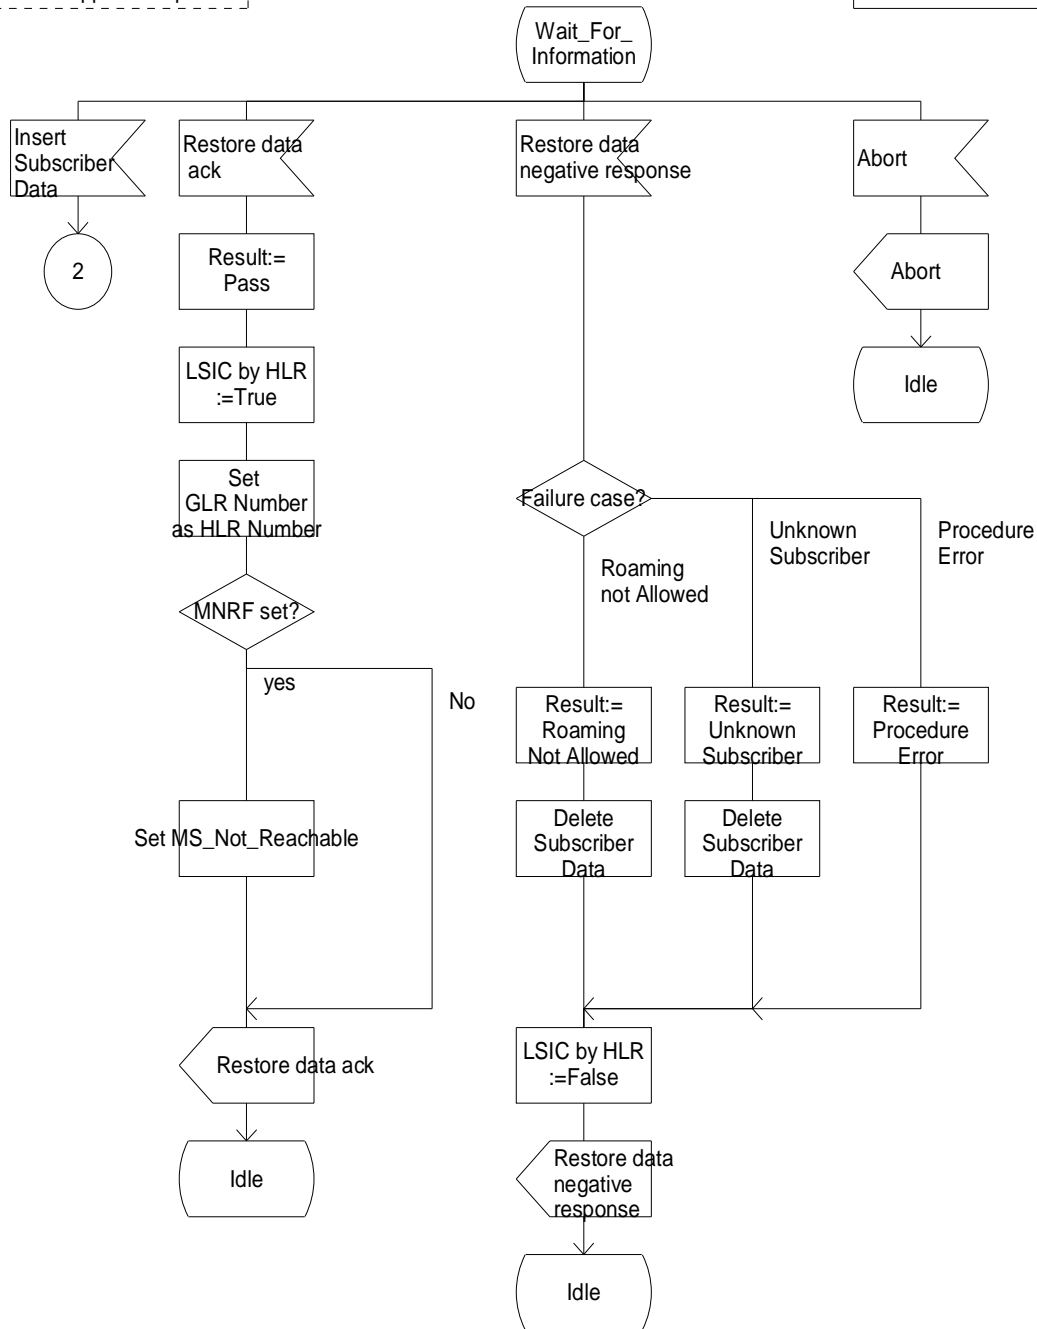 Wait_For_
Information
Insert
Subscriber
Data
Restore data
ack
Restore data
negative response
Abort
2
Result:=
Pass
Abort
LSIC by HLR
:=True
Idle
Set
GLR Number
as HLR Number
Failure case?
Unknown
Subscriber
Procedure
Error
Roaming
not Allowed
MNRF set?
yes
No
Result:=
Roaming
Not Allowed
Result:=
Unknown
Subscriber
Result:=
Procedure
Error
Set MS_Not_Reachable
Delete
Subscriber
Data
Delete
Subscriber
Data
Restore data ack
LSIC by HLR
:=False
Idle
Restore data
negative
response
Idle